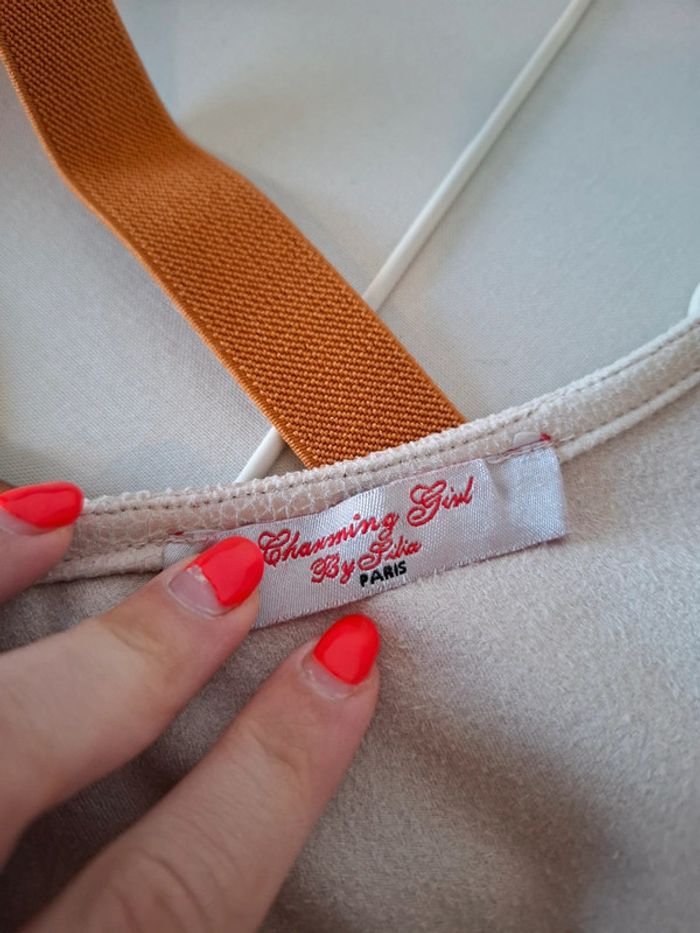 Charming Girl
By Silia
PARIS